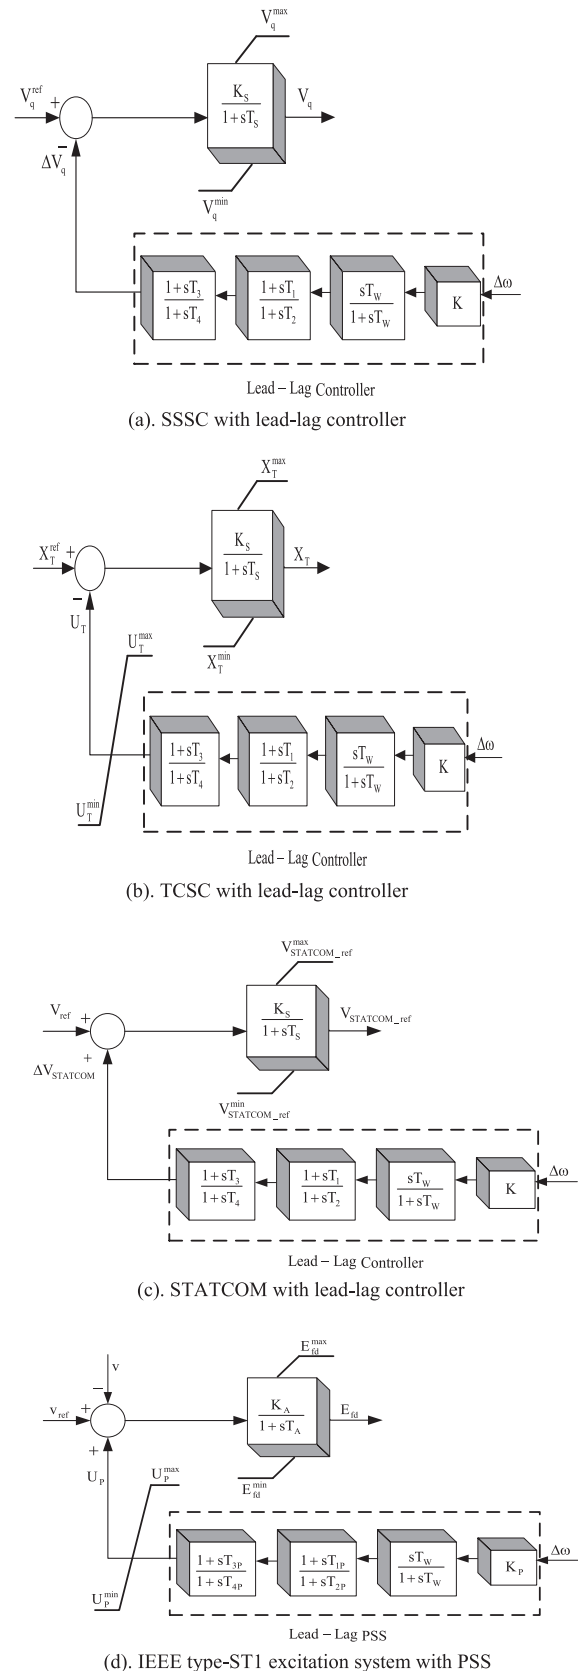 V_q^max
V_q^ref + K_S V_q
1+sT_S
−
ΔV_q
V_q^min
1+sT_3 1+sT_1 sT_W K Δω
1+sT_4 1+sT_2 1+sT_W
Lead – Lag Controller
(a). SSSC with lead-lag controller
X_T^max
X_T^ref + K_S X_T
1+sT_S
−
U_T
U_T^max X_T^min
1+sT_3 1+sT_1 sT_W K Δω
1+sT_4 1+sT_2 1+sT_W
U_T^min
Lead – Lag Controller
(b). TCSC with lead-lag controller
V_STATCOM_ref^max
V_ref + K_S V_STATCOM_ref
1+sT_S
+
ΔV_STATCOM
V_STATCOM_ref^min
1+sT_3 1+sT_1 sT_W K Δω
1+sT_4 1+sT_2 1+sT_W
Lead – Lag Controller
(c). STATCOM with lead-lag controller
v E_fd^max
−
v_ref + K_A E_fd
1+sT_A
+
U_P U_P^max E_fd^min
1+sT_3P 1+sT_1P sT_W K_P Δω
1+sT_4P 1+sT_2P 1+sT_W
U_P^min
Lead – Lag PSS
(d). IEEE type-ST1 excitation system with PSS